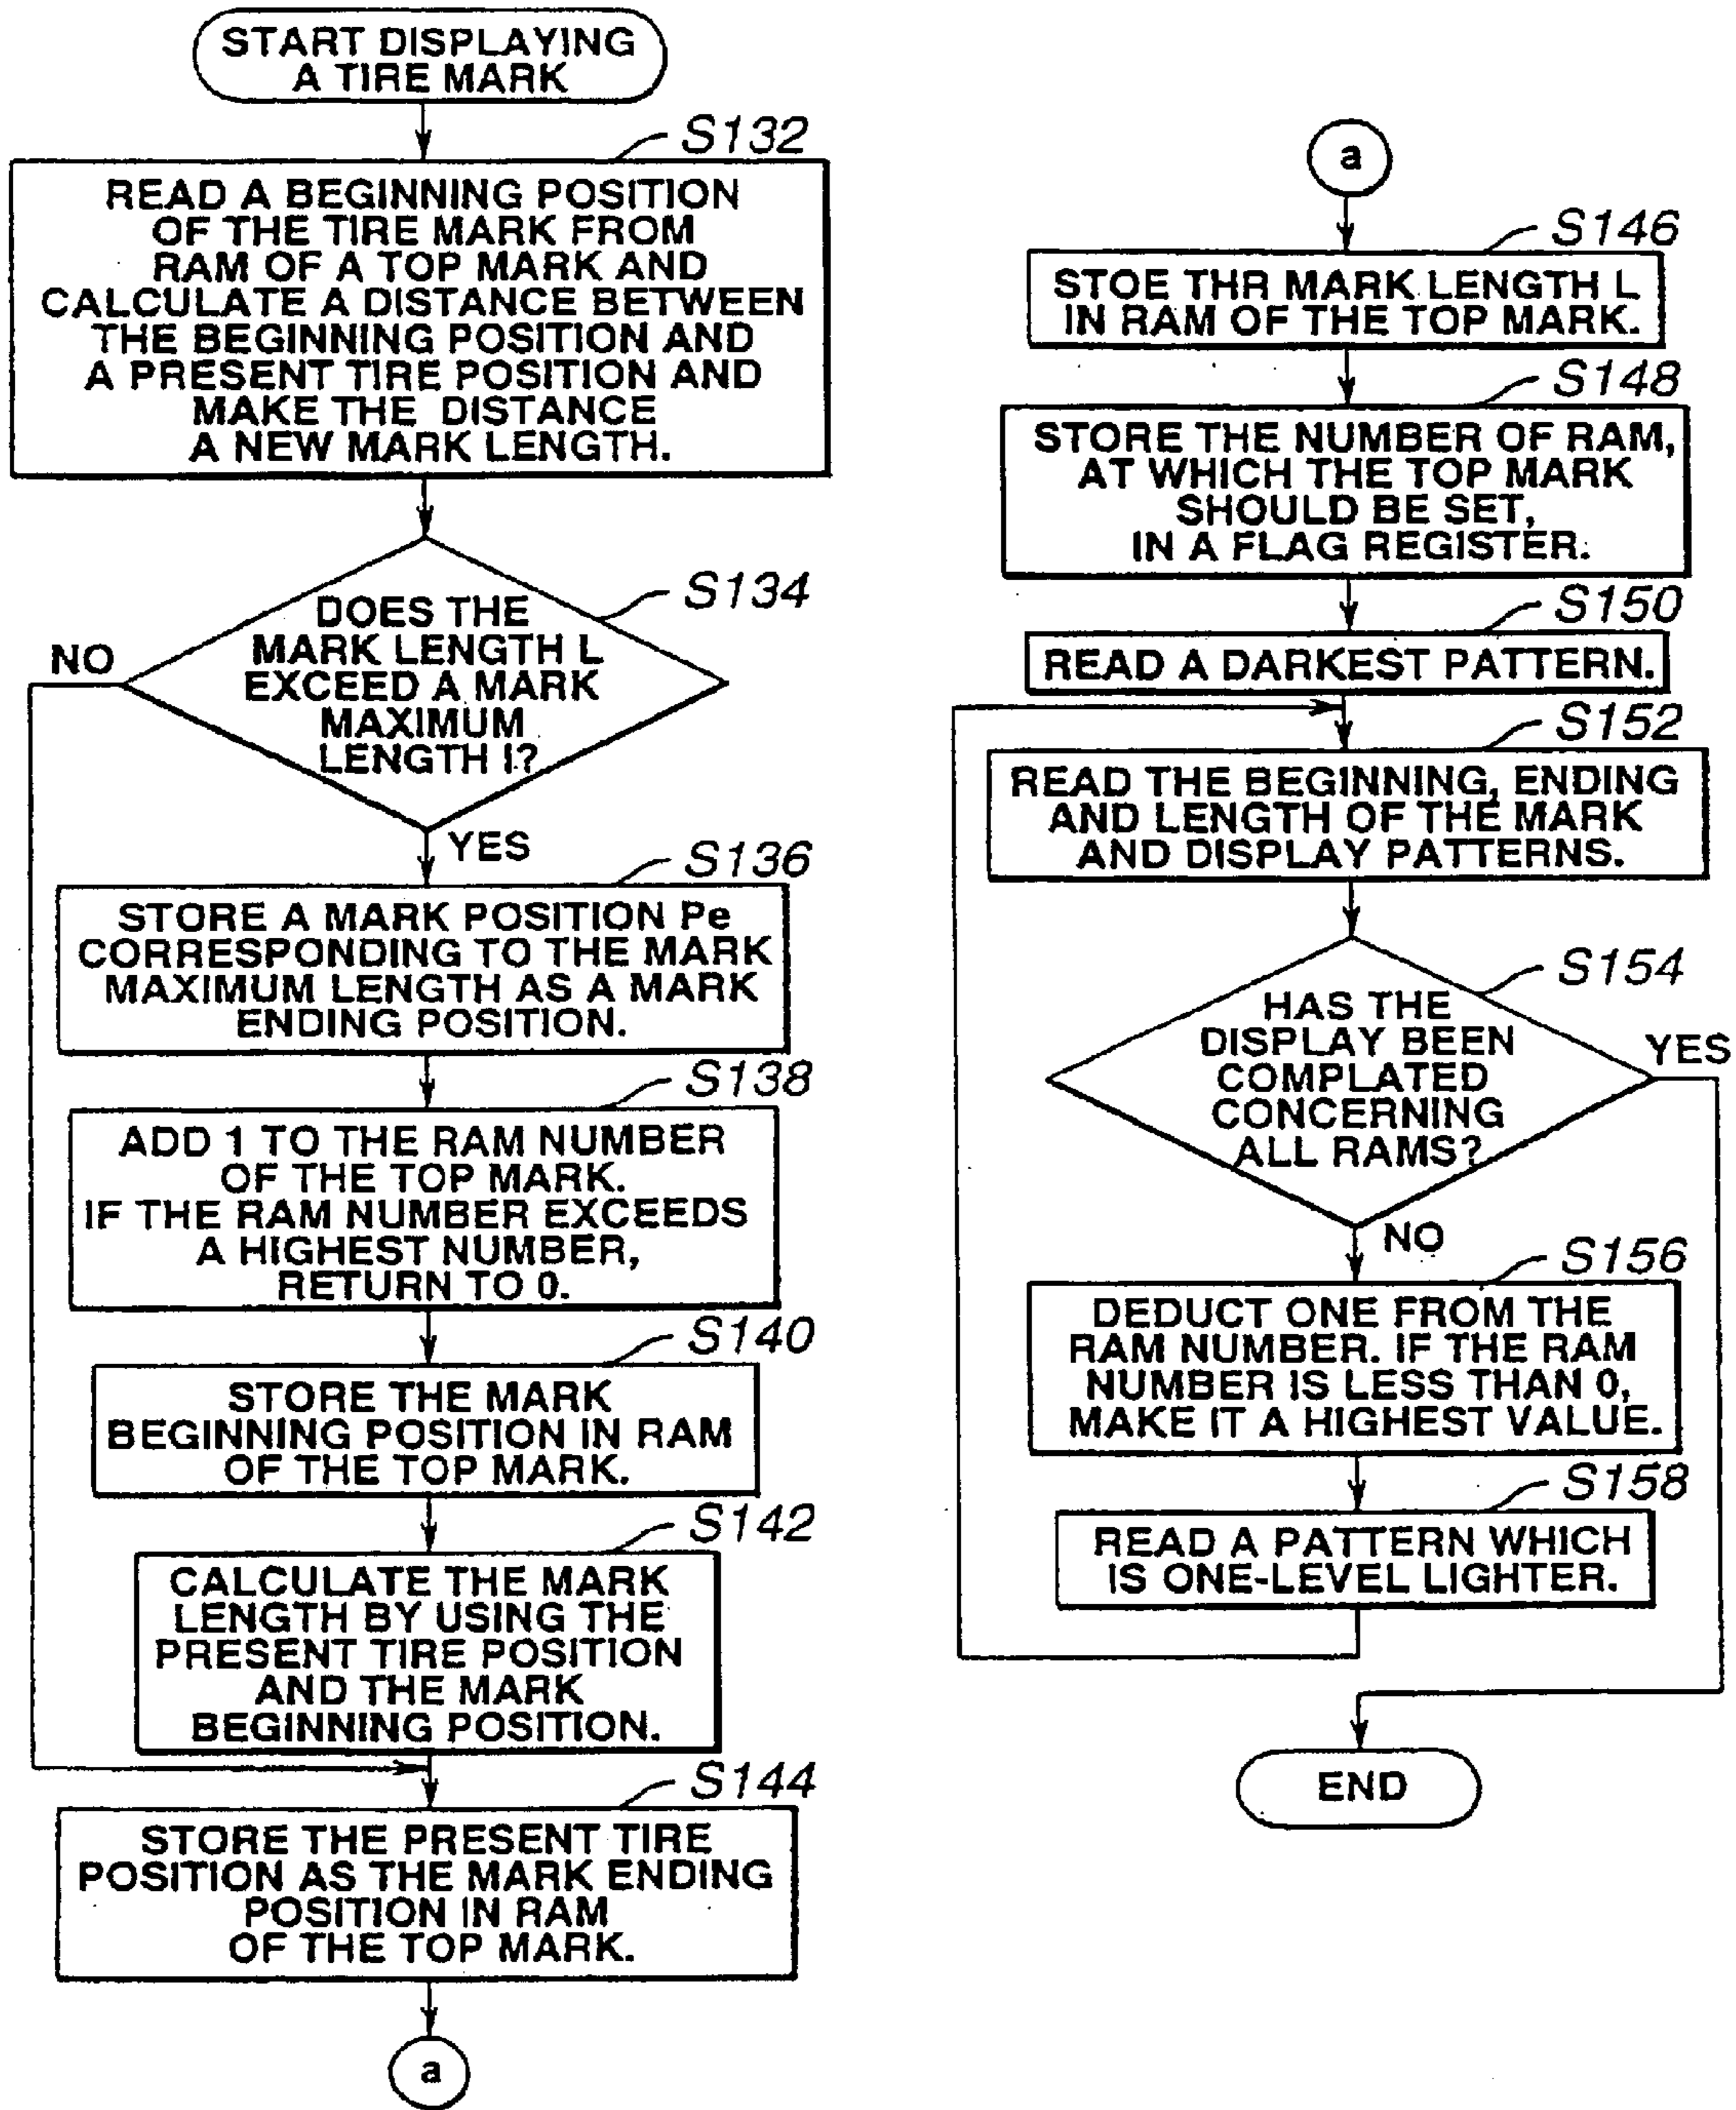 START DISPLAYING
A TIRE MARK
S132
READ A BEGINNING POSITION
OF THE TIRE MARK FROM
RAM OF A TOP MARK AND
CALCULATE A DISTANCE BETWEEN
THE BEGINNING POSITION AND
A PRESENT TIRE POSITION AND
MAKE THE DISTANCE
A NEW MARK LENGTH.
S134
DOES THE
MARK LENGTH L
EXCEED A MARK
MAXIMUM
LENGTH I?
NO
YES
S136
STORE A MARK POSITION Pe
CORRESPONDING TO THE MARK
MAXIMUM LENGTH AS A MARK
ENDING POSITION.
S138
ADD 1 TO THE RAM NUMBER
OF THE TOP MARK.
IF THE RAM NUMBER EXCEEDS
A HIGHEST NUMBER,
RETURN TO 0.
S140
STORE THE MARK
BEGINNING POSITION IN RAM
OF THE TOP MARK.
S142
CALCULATE THE MARK
LENGTH BY USING THE
PRESENT TIRE POSITION
AND THE MARK
BEGINNING POSITION.
S144
STORE THE PRESENT TIRE
POSITION AS THE MARK ENDING
POSITION IN RAM
OF THE TOP MARK.
a
a
S146
STOE THR MARK LENGTH L
IN RAM OF THE TOP MARK.
S148
STORE THE NUMBER OF RAM,
AT WHICH THE TOP MARK
SHOULD BE SET,
IN A FLAG REGISTER.
S150
READ A DARKEST PATTERN.
S152
READ THE BEGINNING, ENDING
AND LENGTH OF THE MARK
AND DISPLAY PATTERNS.
S154
HAS THE
DISPLAY BEEN
COMPLATED
CONCERNING
ALL RAMS?
YES
NO
S156
DEDUCT ONE FROM THE
RAM NUMBER. IF THE RAM
NUMBER IS LESS THAN 0,
MAKE IT A HIGHEST VALUE.
S158
READ A PATTERN WHICH
IS ONE-LEVEL LIGHTER.
END